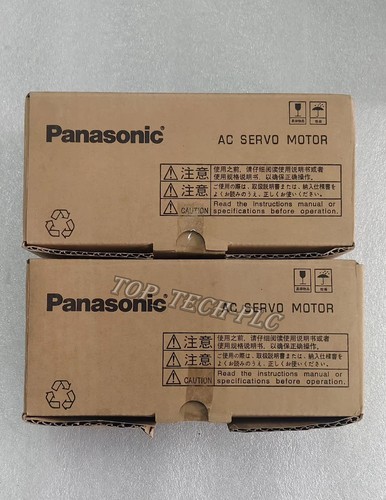 Panasonic
AC SERVO MOTOR
注意
使用之前，请仔细阅读使用说明书或者
使用规格说明书，以确保正确操作。
注意
ご使用の際は、取扱説明書または、納入仕様書を
よくお読みのうえ、正しくお使いください。
CAUTION
Read the instructions manual or
specifications before operation.
TOP-TECH-TLC
Panasonic
AC SERVO MOTOR
注意
使用之前，请仔细阅读使用说明书或者
使用规格说明书，以确保正确操作。
注意
ご使用の際は、取扱説明書または、納入仕様書を
よくお読みのうえ、正しくお使いください。
CAUTION
Read the instructions manual or
specifications before operation.